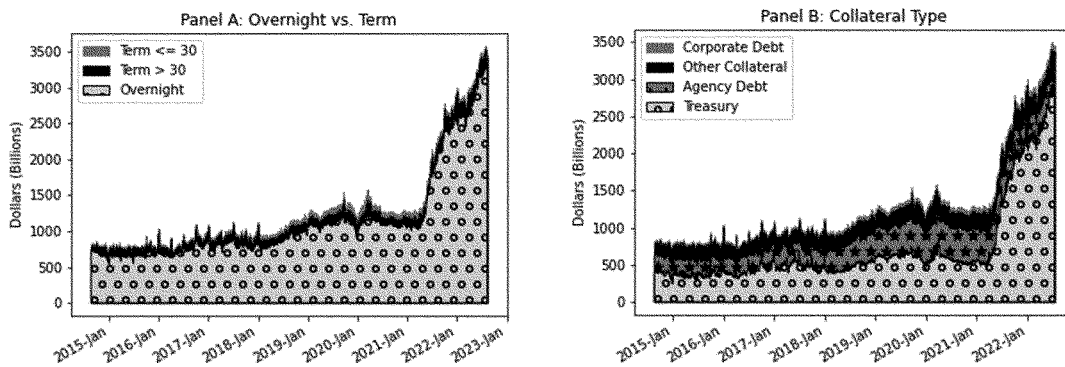 Panel A: Overnight vs. Term
3500
3000
2500
2000
1500
1000
500
0
Dollars (Billions)
Term <= 30
Term > 30
Overnight
2015-Jan
2016-Jan
2017-Jan
2018-Jan
2019-Jan
2020-Jan
2021-Jan
2022-Jan
2023-Jan
Panel B: Collateral Type
3500
3000
2500
2000
1500
1000
500
0
Dollars (Billions)
Corporate Debt
Other Collateral
Agency Debt
Treasury
2015-Jan
2016-Jan
2017-Jan
2018-Jan
2019-Jan
2020-Jan
2021-Jan
2022-Jan